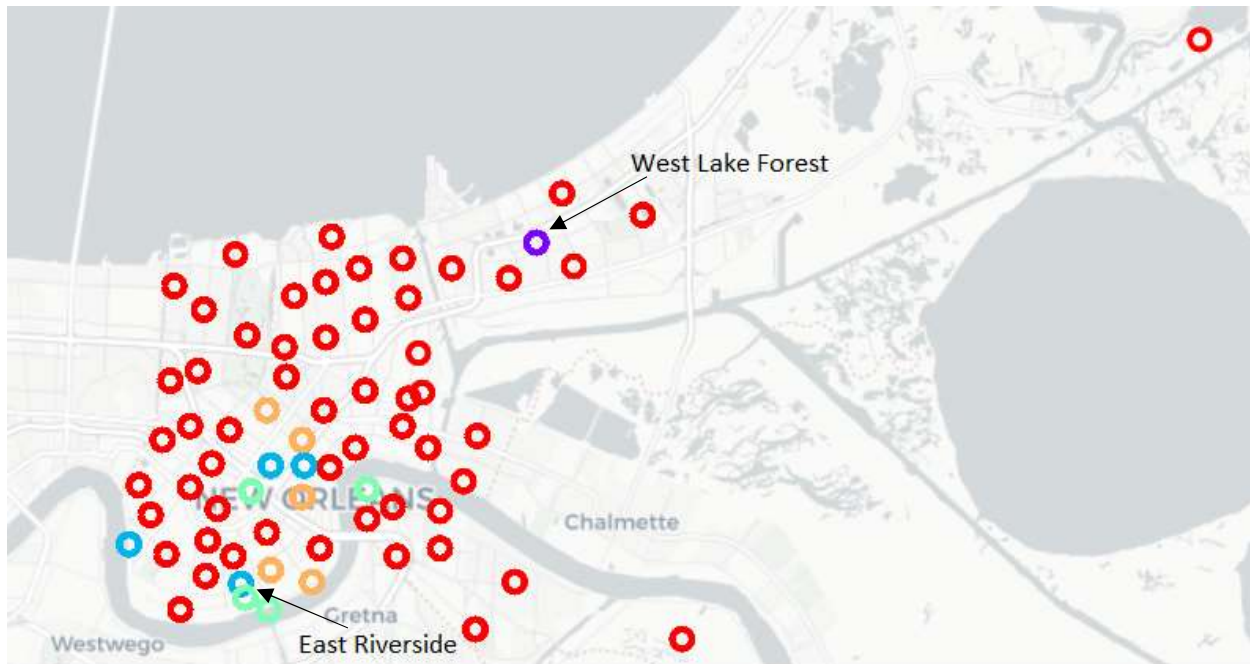 West Lake Forest
NEW ORLEANS
Chalmette
Gretna
East Riverside
Westwego